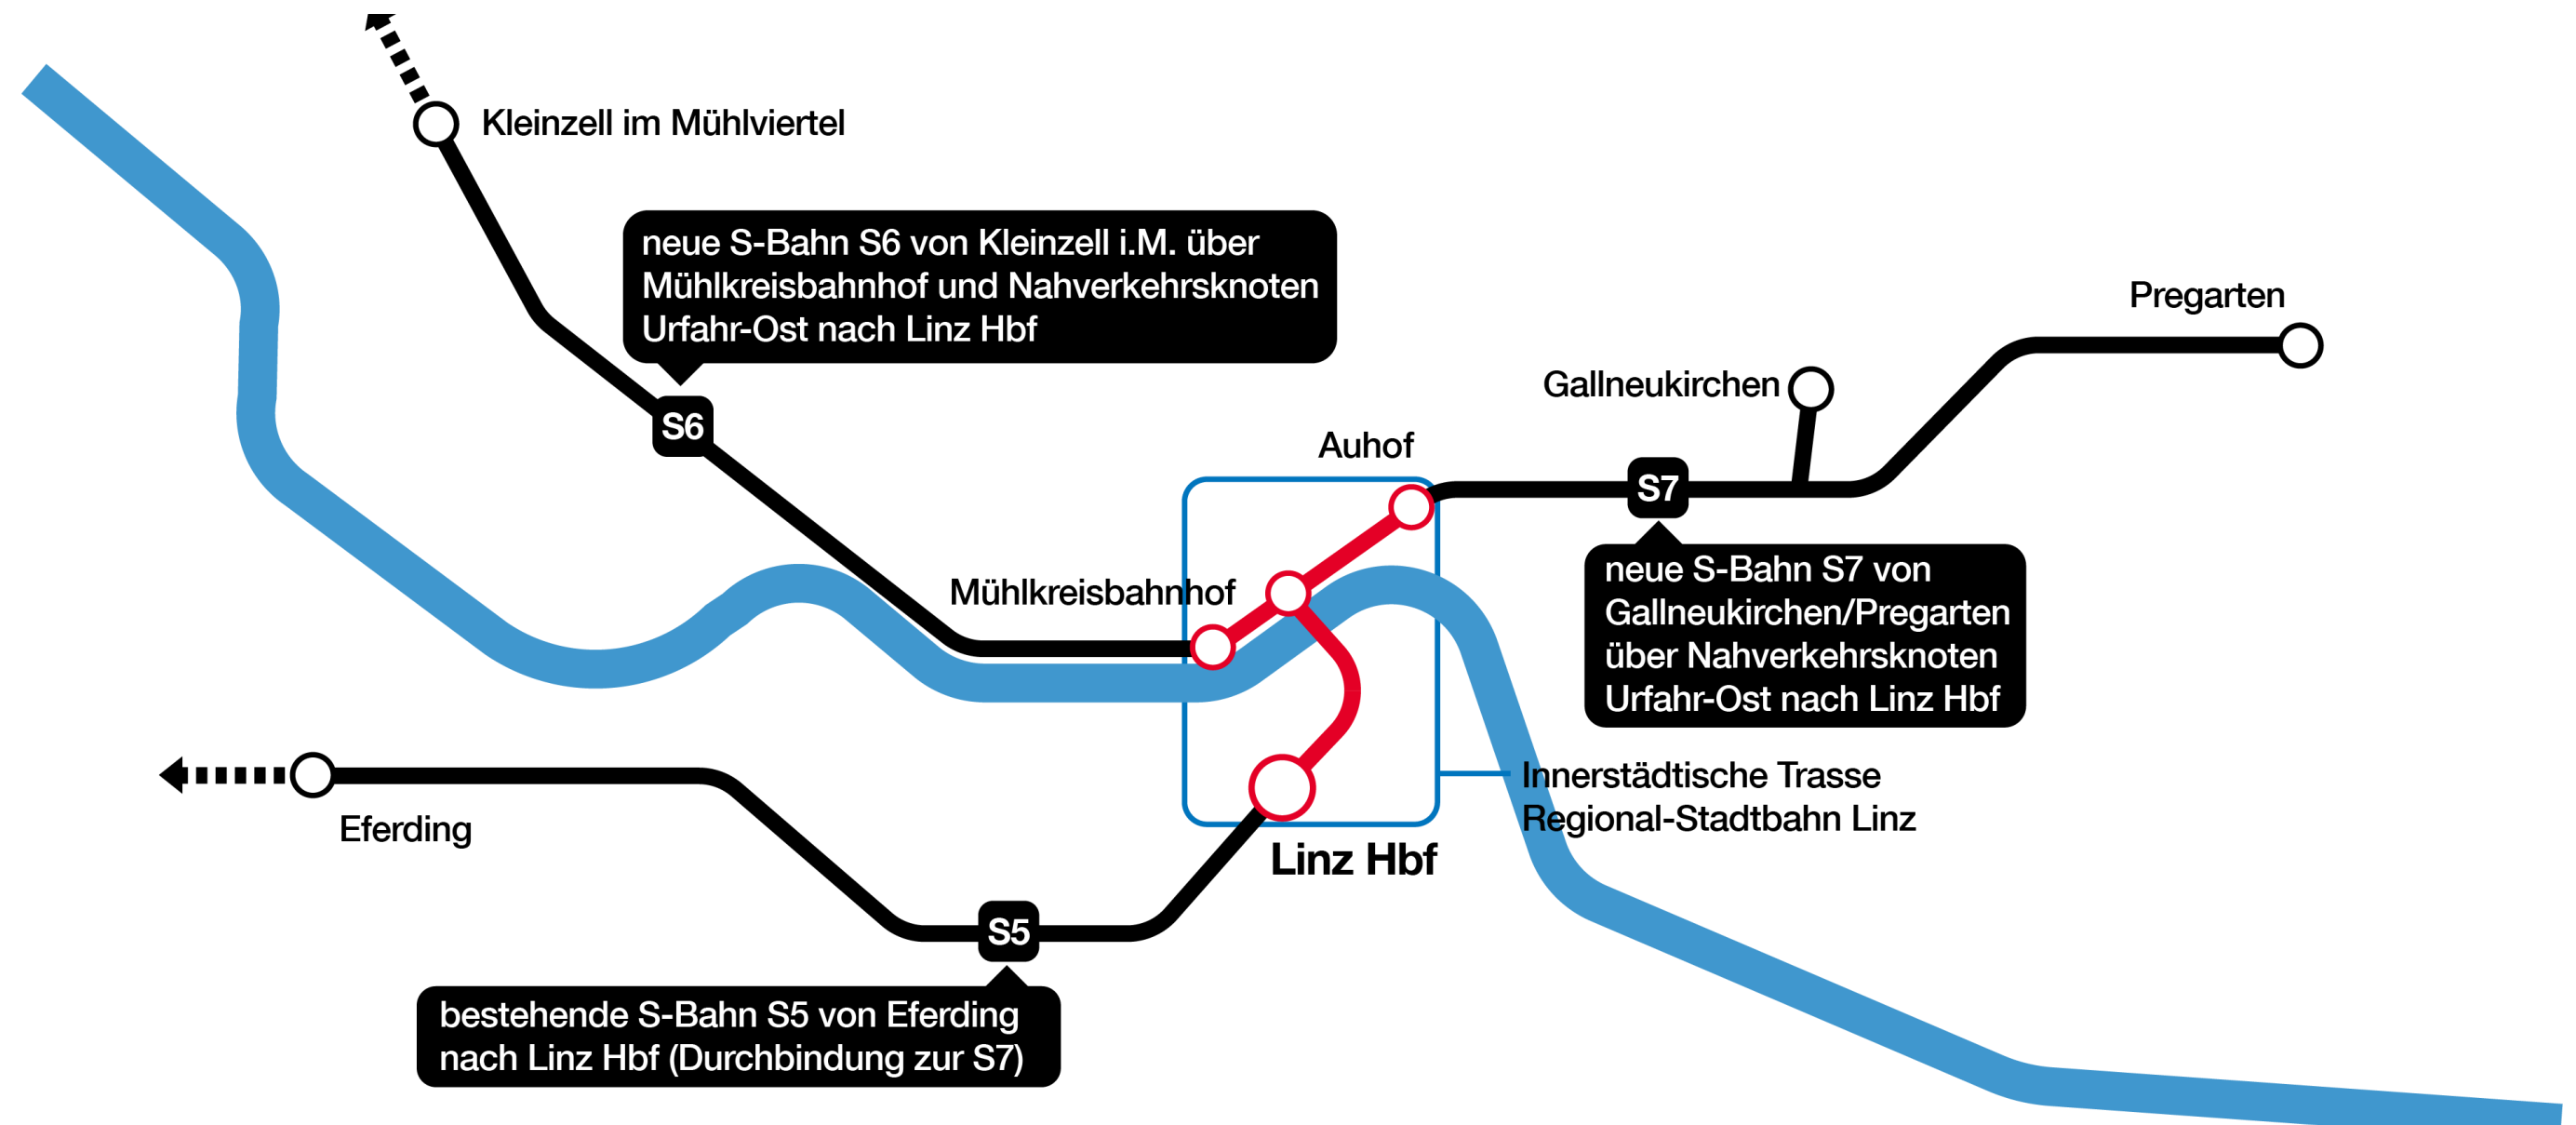 Kleinzell im Mühlviertel
neue S-Bahn S6 von Kleinzell i.M. über
Mühlkreisbahnhof und Nahverkehrsknoten
Urfahr-Ost nach Linz Hbf
S6
Pregarten
Gallneukirchen
Auhof
S7
neue S-Bahn S7 von
Gallneukirchen/Pregarten
über Nahverkehrsknoten
Urfahr-Ost nach Linz Hbf
Mühlkreisbahnhof
Innerstädtische Trasse
Regional-Stadtbahn Linz
Eferding
Linz Hbf
S5
bestehende S-Bahn S5 von Eferding
nach Linz Hbf (Durchbindung zur S7)